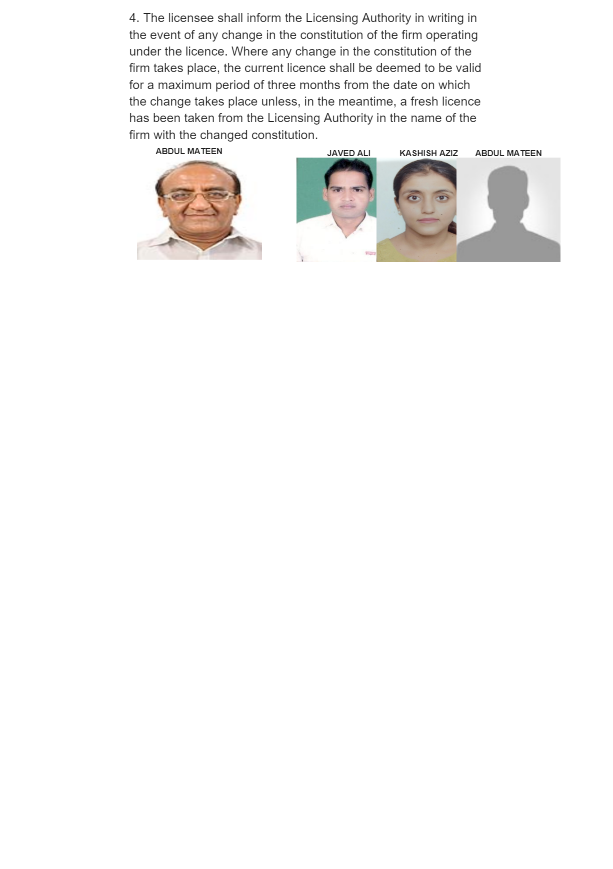 4. The licensee shall inform the Licensing Authority in writing in
the event of any change in the constitution of the firm operating
under the licence. Where any change in the constitution of the
firm takes place, the current licence shall be deemed to be valid
for a maximum period of three months from the date on which
the change takes place unless, in the meantime, a fresh licence
has been taken from the Licensing Authority in the name of the
firm with the changed constitution.
ABDUL MATEEN
JAVED ALI
KASHISH AZIZ
ABDUL MATEEN